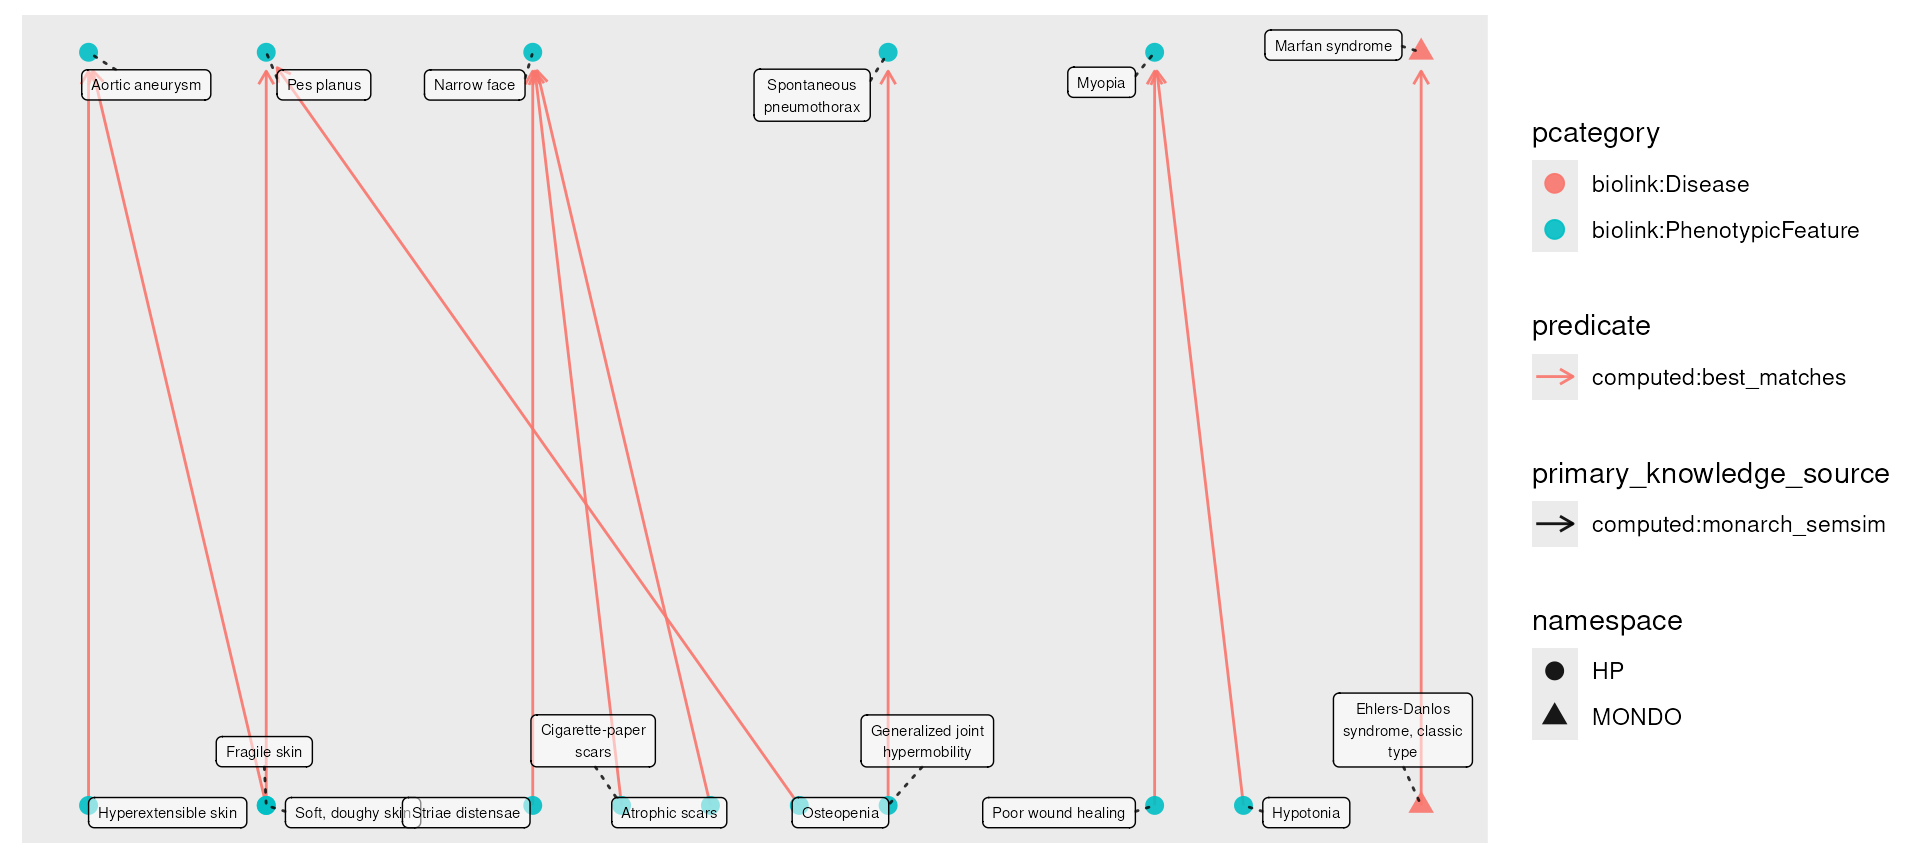 Marfan syndrome
Aortic aneurysm
Pes planus
Narrow face
Spontaneous
pneumothorax
Myopia
Fragile skin
Cigarette-paper
scars
Generalized joint
hypermobility
Ehlers-Danlos
syndrome, classic
type
Hyperextensible skin
Soft, doughy skin
Striae distensae
Atrophic scars
Osteopenia
Poor wound healing
Hypotonia
pcategory
biolink:Disease
biolink:PhenotypicFeature
predicate
computed:best_matches
primary_knowledge_source
computed:monarch_semsim
namespace
HP
MONDO